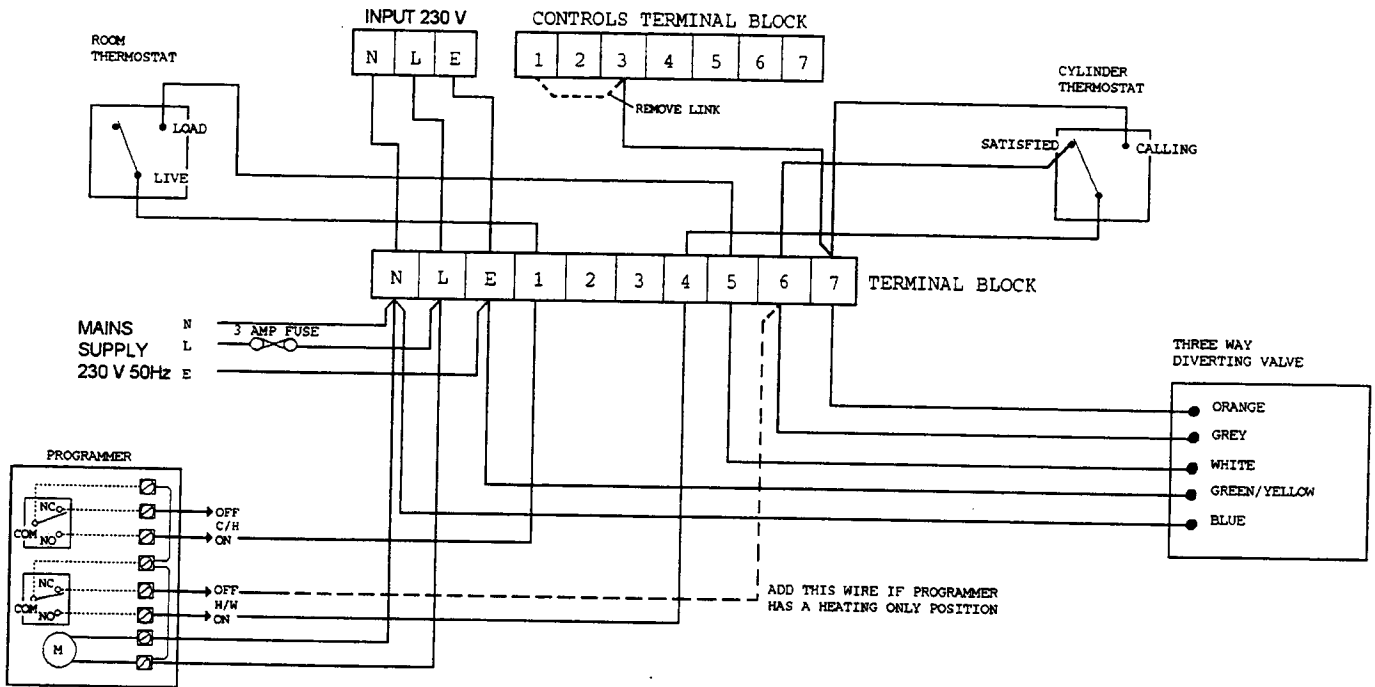 INPUT 230 V
CONTROLS TERMINAL BLOCK
ROOM
THERMOSTAT
N L E
1 2 3 4 5 6 7
CYLINDER
THERMOSTAT
REMOVE LINK
LOAD
LIVE
SATISFIED
CALLING
N L E 1 2 3 4 5 6 7
TERMINAL BLOCK
MAINS
SUPPLY
230 V 50Hz
N
L
E
3 AMP FUSE
THREE WAY
DIVERTING VALVE
ORANGE
GREY
WHITE
GREEN/YELLOW
BLUE
PROGRAMMER
NC
COM
NO
OFF
C/H
ON
NC
COM
NO
OFF
H/W
ON
M
ADD THIS WIRE IF PROGRAMMER
HAS A HEATING ONLY POSITION